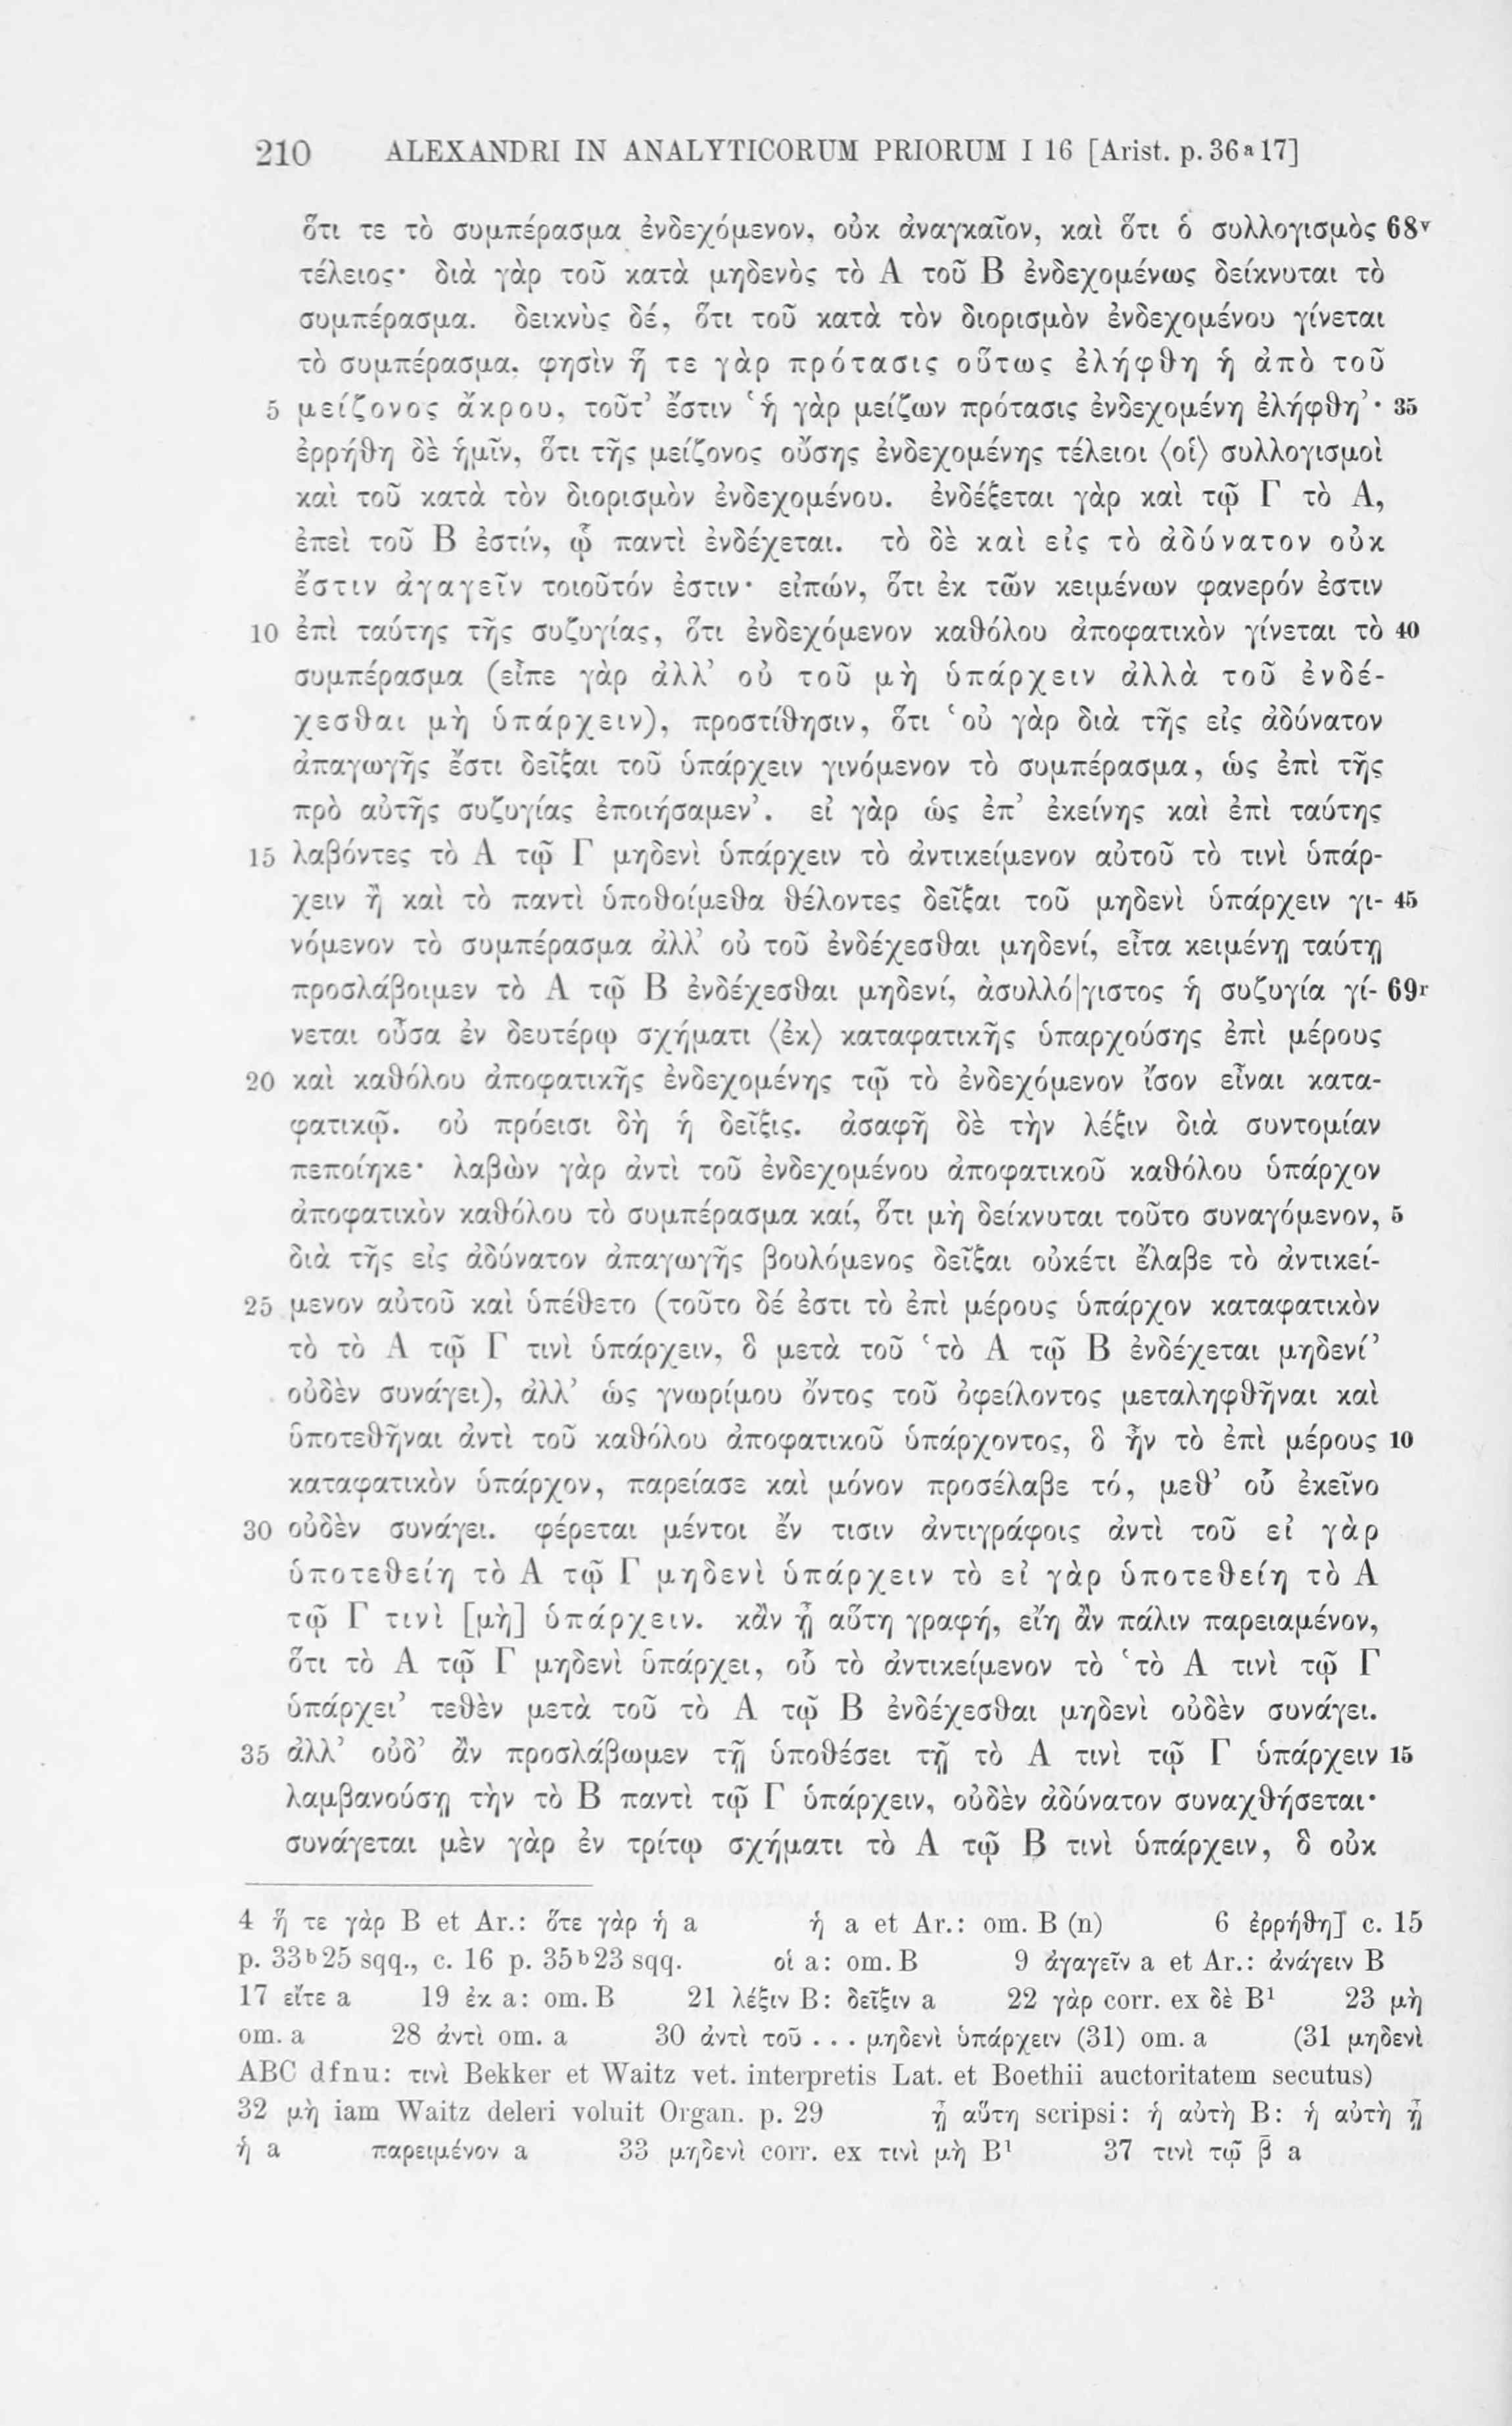 210 ALEXANDRI IN ANALYTICORUM PRIORUM I 16 [Arist. p. 36ᵃ17]
ὅτι τε τὸ συμπέρασμα ἐνδεχόμενον, οὐκ ἀναγκαῖον, καὶ ὅτι ὁ συλλογισμὸς 68ᵛ
τέλειος· διὰ γὰρ τοῦ κατὰ μηδενὸς τὸ Α τοῦ Β ἐνδεχομένως δείκνυται τὸ
συμπέρασμα. δεικνὺς δέ, ὅτι τοῦ κατὰ τὸν διορισμὸν ἐνδεχομένου γίνεται
τὸ συμπέρασμα, φησὶν ἥ τε γὰρ πρότασις οὕτως ἐλήφθη ἡ ἀπὸ τοῦ
5 μείζονος ἄκρου, τοῦτ’ ἔστιν ‘ἡ γὰρ μείζων πρότασις ἐνδεχομένη ἐλήφθη’· 35
ἐρρήθη δὲ ἡμῖν, ὅτι τῆς μείζονος οὔσης ἐνδεχομένης τέλειοι ⟨οἱ⟩ συλλογισμοὶ
καὶ τοῦ κατὰ τὸν διορισμὸν ἐνδεχομένου. ἐνδέξεται γὰρ καὶ τῷ Γ τὸ Α,
ἐπεὶ τοῦ Β ἐστίν, ᾧ παντὶ ἐνδέχεται. τὸ δὲ καὶ εἰς τὸ ἀδύνατον οὐκ
ἔστιν ἀγαγεῖν τοιοῦτόν ἐστιν· εἰπών, ὅτι ἐκ τῶν κειμένων φανερόν ἐστιν
10 ἐπὶ ταύτης τῆς συζυγίας, ὅτι ἐνδεχόμενον καθόλου ἀποφατικὸν γίνεται τὸ 40
συμπέρασμα (εἶπε γὰρ ἀλλ’ οὐ τοῦ μὴ ὑπάρχειν ἀλλὰ τοῦ ἐνδέ-
χεσθαι μὴ ὑπάρχειν), προστίθησιν, ὅτι ‘οὐ γὰρ διὰ τῆς εἰς ἀδύνατον
ἀπαγωγῆς ἔστι δεῖξαι τοῦ ὑπάρχειν γινόμενον τὸ συμπέρασμα, ὡς ἐπὶ τῆς
πρὸ αὐτῆς συζυγίας ἐποιήσαμεν’. εἰ γὰρ ὡς ἐπ’ ἐκείνης καὶ ἐπὶ ταύτης
15 λαβόντες τὸ Α τῷ Γ μηδενὶ ὑπάρχειν τὸ ἀντικείμενον αὐτοῦ τὸ τινὶ ὑπάρ-
χειν ἢ καὶ τὸ παντὶ ὑποθοίμεθα θέλοντες δεῖξαι τοῦ μηδενὶ ὑπάρχειν γι- 45
νόμενον τὸ συμπέρασμα ἀλλ’ οὐ τοῦ ἐνδέχεσθαι μηδενί, εἶτα κειμένῃ ταύτῃ
προσλάβοιμεν τὸ Α τῷ Β ἐνδέχεσθαι μηδενί, ἀσυλλό|γιστος ἡ συζυγία γί- 69ʳ
νεται οὖσα ἐν δευτέρῳ σχήματι ⟨ἐκ⟩ καταφατικῆς ὑπαρχούσης ἐπὶ μέρους
20 καὶ καθόλου ἀποφατικῆς ἐνδεχομένης τῷ τὸ ἐνδεχόμενον ἴσον εἶναι κατα-
φατικῷ. οὐ πρόεισι δὴ ἡ δεῖξις. ἀσαφῆ δὲ τὴν λέξιν διὰ συντομίαν
πεποίηκε· λαβὼν γὰρ ἀντὶ τοῦ ἐνδεχομένου ἀποφατικοῦ καθόλου ὑπάρχον
ἀποφατικὸν καθόλου τὸ συμπέρασμα καί, ὅτι μὴ δείκνυται τοῦτο συναγόμενον, 5
διὰ τῆς εἰς ἀδύνατον ἀπαγωγῆς βουλόμενος δεῖξαι οὐκέτι ἔλαβε τὸ ἀντικεί-
25 μενον αὐτοῦ καὶ ὑπέθετο (τοῦτο δέ ἐστι τὸ ἐπὶ μέρους ὑπάρχον καταφατικὸν
τὸ τὸ Α τῷ Γ τινὶ ὑπάρχειν, ὃ μετὰ τοῦ ‘τὸ Α τῷ Β ἐνδέχεται μηδενί’
οὐδὲν συνάγει), ἀλλ’ ὡς γνωρίμου ὄντος τοῦ ὀφείλοντος μεταληφθῆναι καὶ
ὑποτεθῆναι ἀντὶ τοῦ καθόλου ἀποφατικοῦ ὑπάρχοντος, ὃ ἦν τὸ ἐπὶ μέρους 10
καταφατικὸν ὑπάρχον, παρείασε καὶ μόνον προσέλαβε τό, μεθ’ οὗ ἐκεῖνο
30 οὐδὲν συνάγει. φέρεται μέντοι ἔν τισιν ἀντιγράφοις ἀντὶ τοῦ εἰ γὰρ
ὑποτεθείη τὸ Α τῷ Γ μηδενὶ ὑπάρχειν τὸ εἰ γὰρ ὑποτεθείη τὸ Α
τῷ Γ τινὶ [μὴ] ὑπάρχειν. κἂν ᾖ αὕτη γραφή, εἴη ἂν πάλιν παρειαμένον,
ὅτι τὸ Α τῷ Γ μηδενὶ ὑπάρχει, οὗ τὸ ἀντικείμενον τὸ ‘τὸ Α τινὶ τῷ Γ
ὑπάρχει’ τεθὲν μετὰ τοῦ τὸ Α τῷ Β ἐνδέχεσθαι μηδενὶ οὐδὲν συνάγει.
35 ἀλλ’ οὐδ’ ἂν προσλάβωμεν τῇ ὑποθέσει τῇ τὸ Α τινὶ τῷ Γ ὑπάρχειν 15
λαμβανούσῃ τὴν τὸ Β παντὶ τῷ Γ ὑπάρχειν, οὐδὲν ἀδύνατον συναχθήσεται·
συνάγεται μὲν γὰρ ἐν τρίτῳ σχήματι τὸ Α τῷ Β τινὶ ὑπάρχειν, ὃ οὐκ
4 ἥ τε γὰρ B et Ar.: ὅτε γὰρ ἡ a ἡ a et Ar.: om. B (n) 6 ἐρρήθη] c. 15
p. 33ᵇ25 sqq., c. 16 p. 35ᵇ23 sqq. οἱ a: om. B 9 ἀγαγεῖν a et Ar.: ἀνάγειν B
17 εἴτε a 19 ἐκ a: om. B 21 λέξιν B: δεῖξιν a 22 γὰρ corr. ex δὲ B¹ 23 μὴ
om. a 28 ἀντὶ om. a 30 ἀντὶ τοῦ . . . μηδενὶ ὑπάρχειν (31) om. a (31 μηδενὶ
ABC dfnu: τινὶ Bekker et Waitz vet. interpretis Lat. et Boethii auctoritatem secutus)
32 μὴ iam Waitz deleri voluit Organ. p. 29 ᾖ αὕτη scripsi: ἡ αὐτὴ B: ἡ αὐτὴ ᾖ
ἡ a παρειμένον a 33 μηδενὶ corr. ex τινὶ μὴ B¹ 37 τινὶ τῷ β̄ a